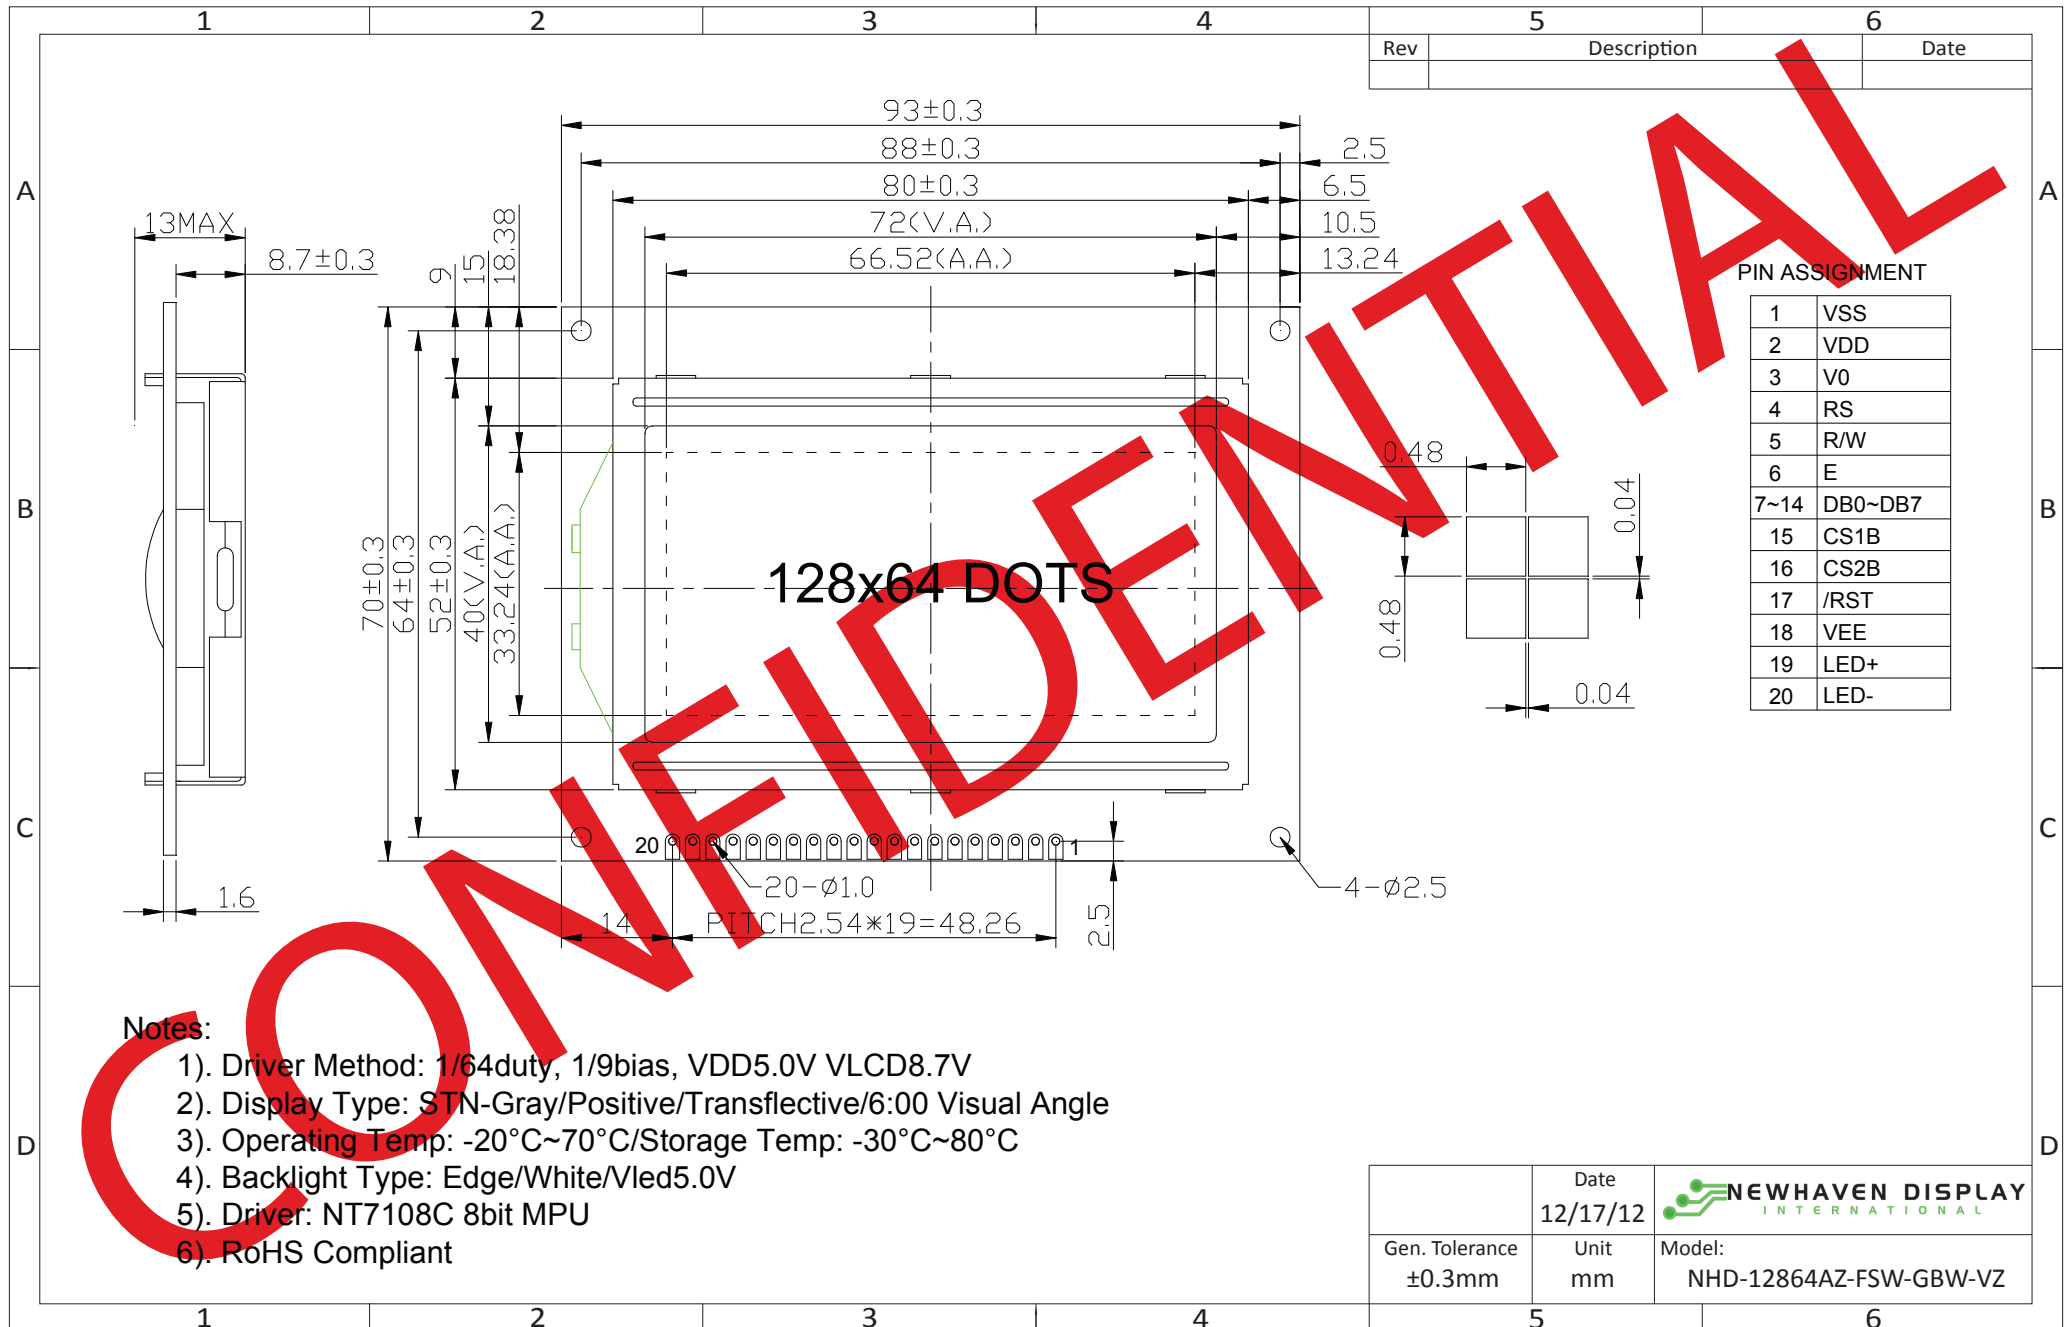 1 2 3 4 5 6
Rev Description Date
A A
B B
C C
D D
93±0.3
88±0.3 2.5
80±0.3 6.5
72(V.A.) 10.5
66.52(A.A.) 13.24
13MAX
8.7±0.3
9
15
18.38
70±0.3
64±0.3
52±0.3
40(V.A.)
33.24(A.A.)
128x64 DOTS
0.48
0.48
0.04
0.04
PIN ASSIGNMENT
1 VSS
2 VDD
3 V0
4 RS
5 R/W
6 E
7~14 DB0~DB7
15 CS1B
16 CS2B
17 /RST
18 VEE
19 LED+
20 LED-
20 1
20-Ø1.0
4-Ø2.5
1.6
14 PITCH2.54*19=48.26
2.5
CONFIDENTIAL
Notes:
1). Driver Method: 1/64duty, 1/9bias, VDD5.0V VLCD8.7V
2). Display Type: STN-Gray/Positive/Transflective/6:00 Visual Angle
3). Operating Temp: -20°C~70°C/Storage Temp: -30°C~80°C
4). Backlight Type: Edge/White/Vled5.0V
5). Driver: NT7108C 8bit MPU
6). RoHS Compliant
Date
12/17/12
NEWHAVEN DISPLAY
INTERNATIONAL
Gen. Tolerance
±0.3mm
Unit
mm
Model:
NHD-12864AZ-FSW-GBW-VZ
1 2 3 4 5 6